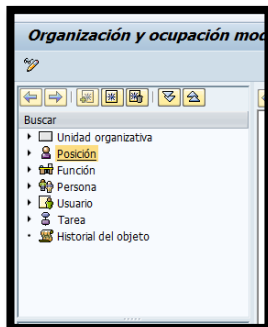 Organización y ocupación mod
Buscar
Unidad organizativa
Posición
Función
Persona
Usuario
Tarea
Historial del objeto